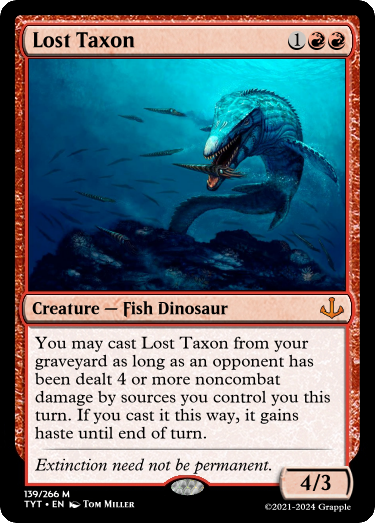 Lost Taxon 1
Creature — Fish Dinosaur
You may cast Lost Taxon from your
graveyard as long as an opponent has
been dealt 4 or more noncombat
damage by sources you control you this
turn. If you cast it this way, it gains
haste until end of turn.
Extinction need not be permanent.
4/3
139/266 M
TYT • EN Tom Miller
©2021-2024 Grapple